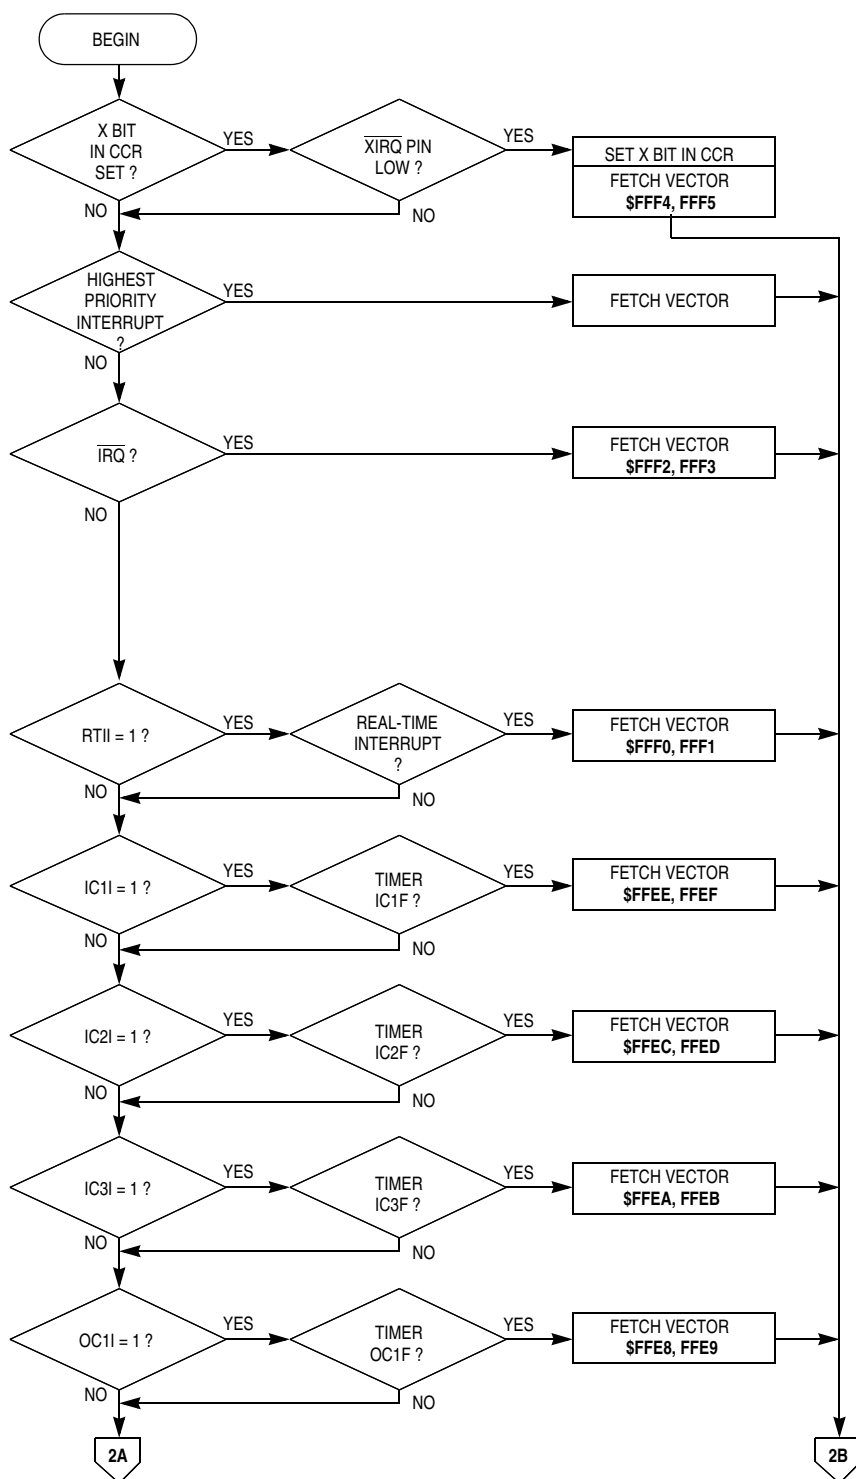 BEGIN
X BIT
IN CCR
SET ?
YES
XIRQ PIN
LOW ?
YES
SET X BIT IN CCR
FETCH VECTOR
$FFF4, FFF5
NO
NO
HIGHEST
PRIORITY
INTERRUPT
?
YES
FETCH VECTOR
NO
IRQ ?
YES
FETCH VECTOR
$FFF2, FFF3
NO
RTII = 1 ?
YES
REAL-TIME
INTERRUPT
?
YES
FETCH VECTOR
$FFF0, FFF1
NO
NO
IC1I = 1 ?
YES
TIMER
IC1F ?
YES
FETCH VECTOR
$FFEE, FFEF
NO
NO
IC2I = 1 ?
YES
TIMER
IC2F ?
YES
FETCH VECTOR
$FFEC, FFED
NO
NO
IC3I = 1 ?
YES
TIMER
IC3F ?
YES
FETCH VECTOR
$FFEA, FFEB
NO
NO
OC1I = 1 ?
YES
TIMER
OC1F ?
YES
FETCH VECTOR
$FFE8, FFE9
NO
NO
2A
2B